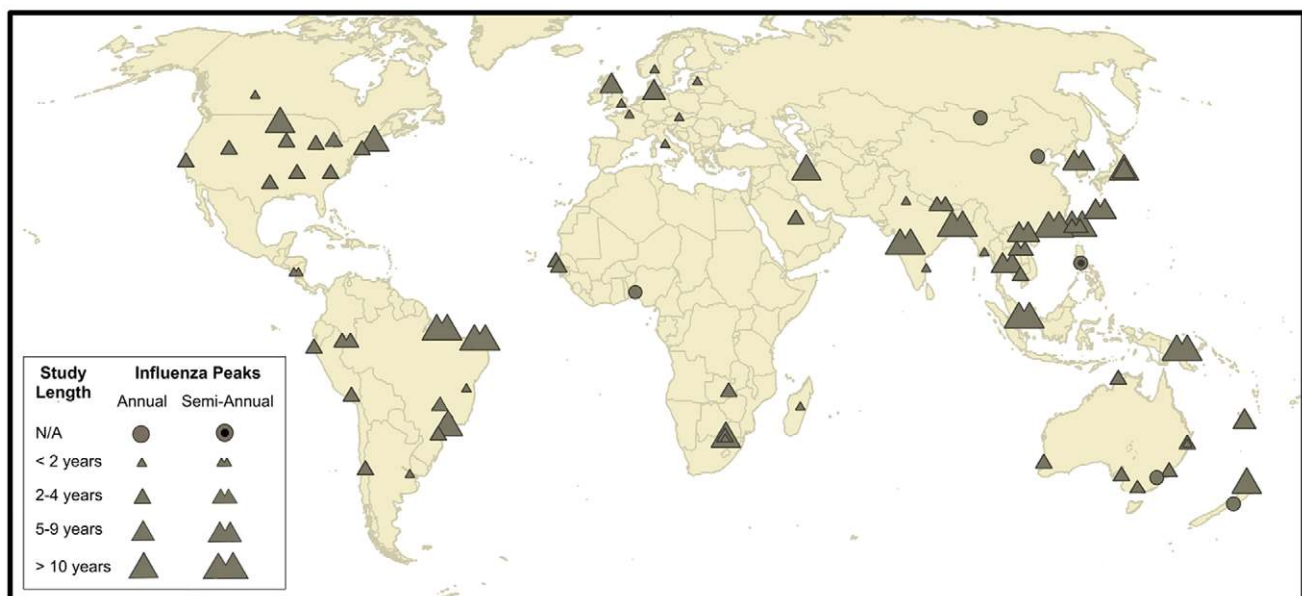 Study Influenza Peaks
Length Annual Semi-Annual
N/A
< 2 years
2-4 years
5-9 years
> 10 years